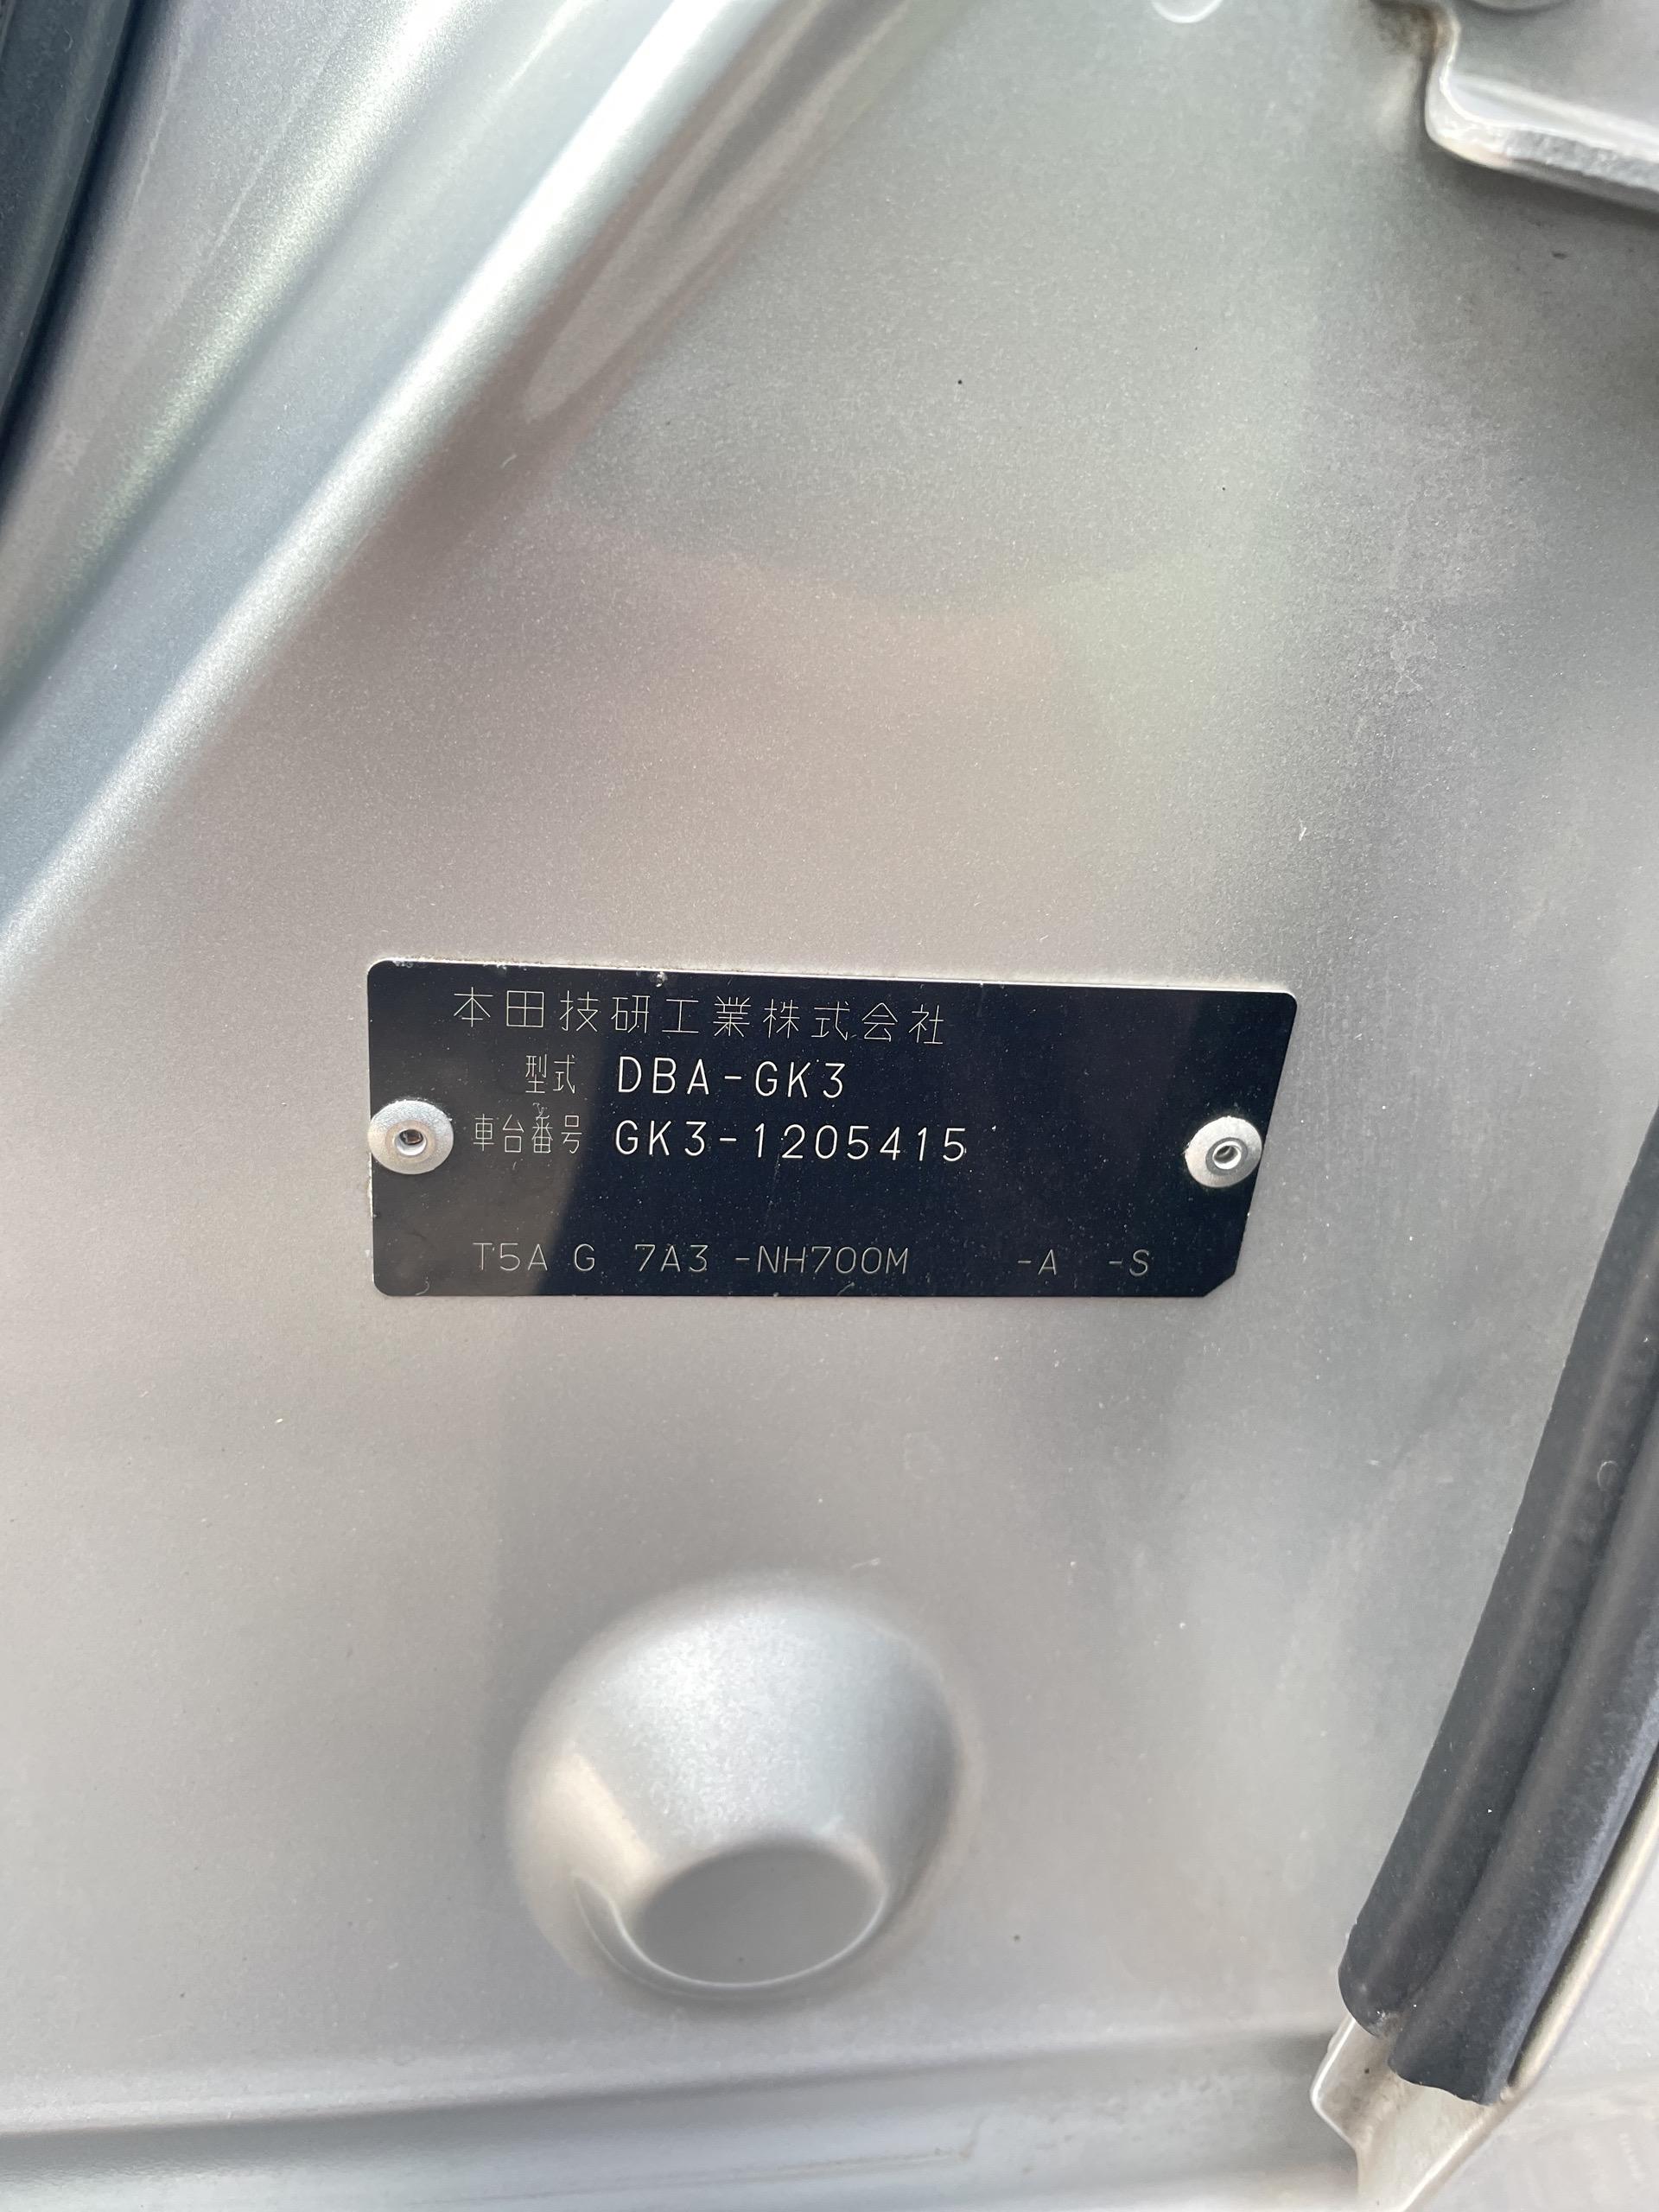 本田技研工業株式会社
型式 DBA-GK3
車台番号 GK3-1205415
T5A G 7A3 -NH700M -A -S